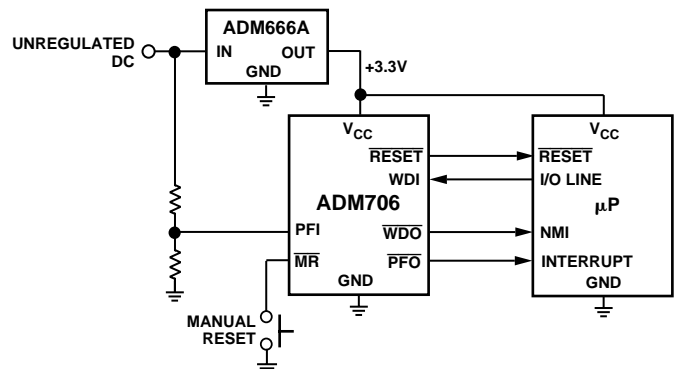 ADM666A
UNREGULATED
DC
IN
OUT
GND
+3.3V
VCC
RESET
WDI
ADM706
PFI
WDO
MR
PFO
GND
VCC
RESET
I/O LINE
μP
NMI
INTERRUPT
GND
MANUAL
RESET